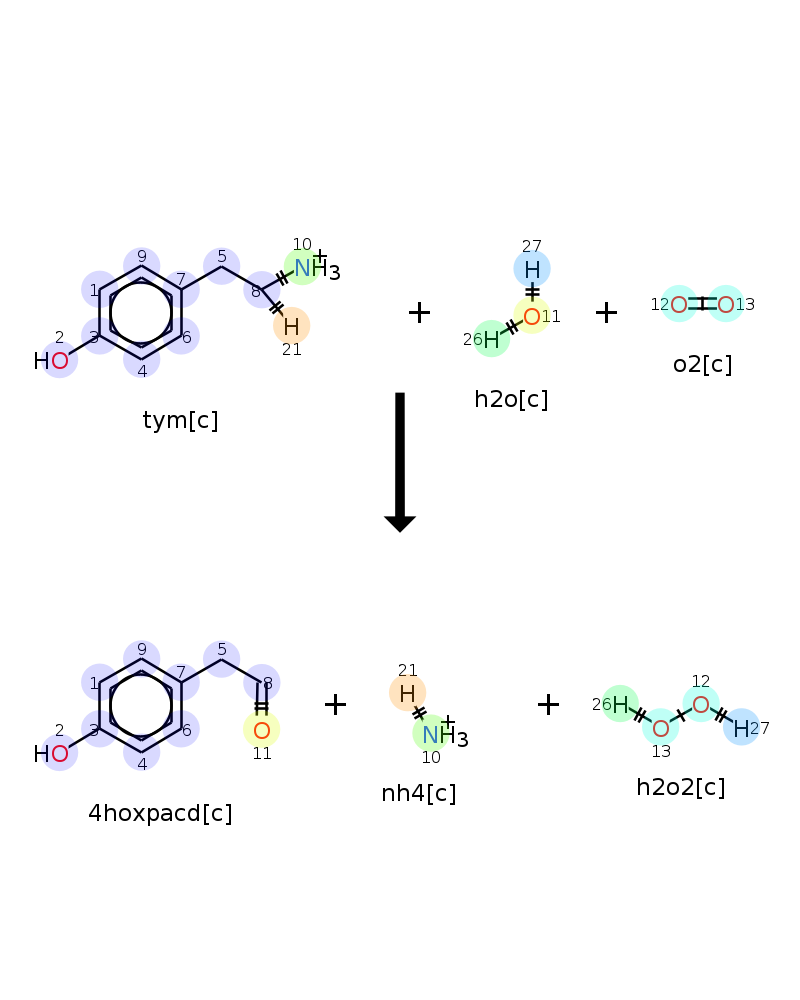 9 5 10
1 7 8 NH3+
2 3 6 H
HO 4 21
tym[c]
+
27
H
26 H O 11
h2o[c]
+
12 O O 13
o2[c]
9 5
1 7 8
2 3 6 O
HO 4 11
4hoxpacd[c]
+
21
H
NH3+
10
nh4[c]
+
12
26 H O
O H 27
13
h2o2[c]